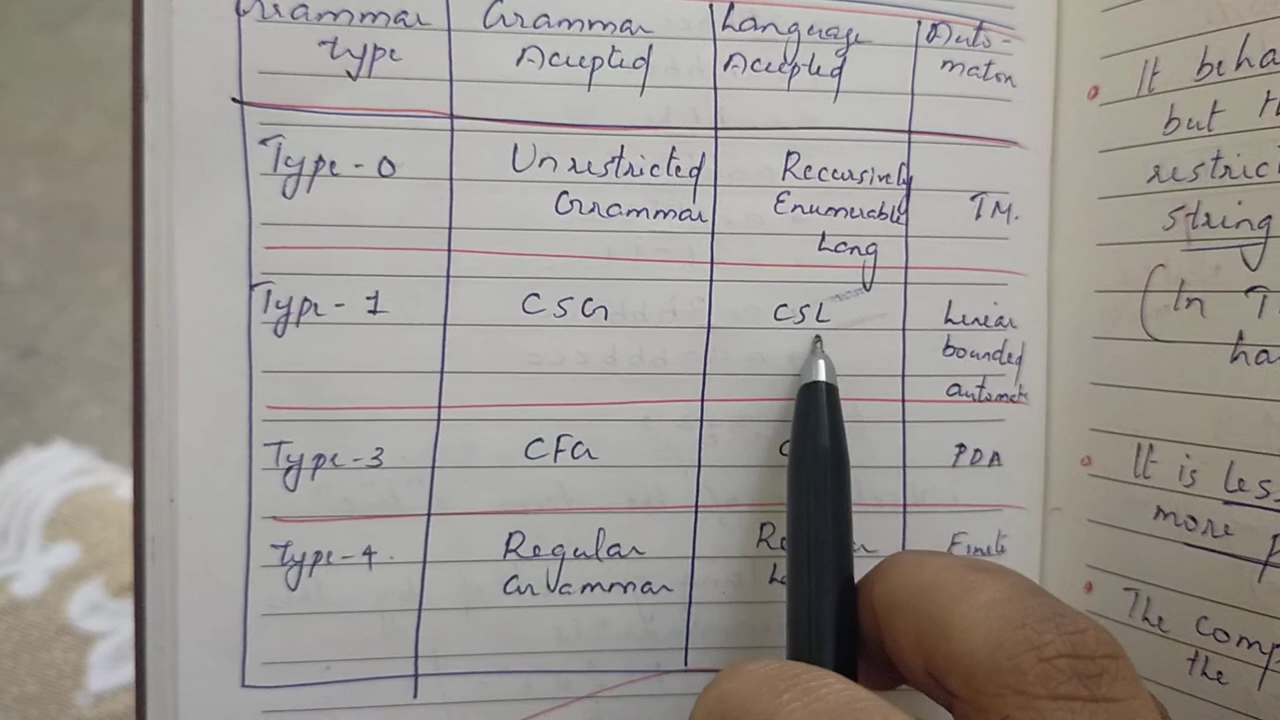 Grammar Grammar Language Auto-
type Accepted Accepted maton
Type-0 Unrestricted Recursively
Grammar Enumerable TM.
Lang
Type-1 CSG CSL Linear
bounded
automata
Type-3 CFG PDA
Type-4. Regular Finite
Grammar
It beha
but
restric
string
(In T
ha
It is les
more p
The comp
the